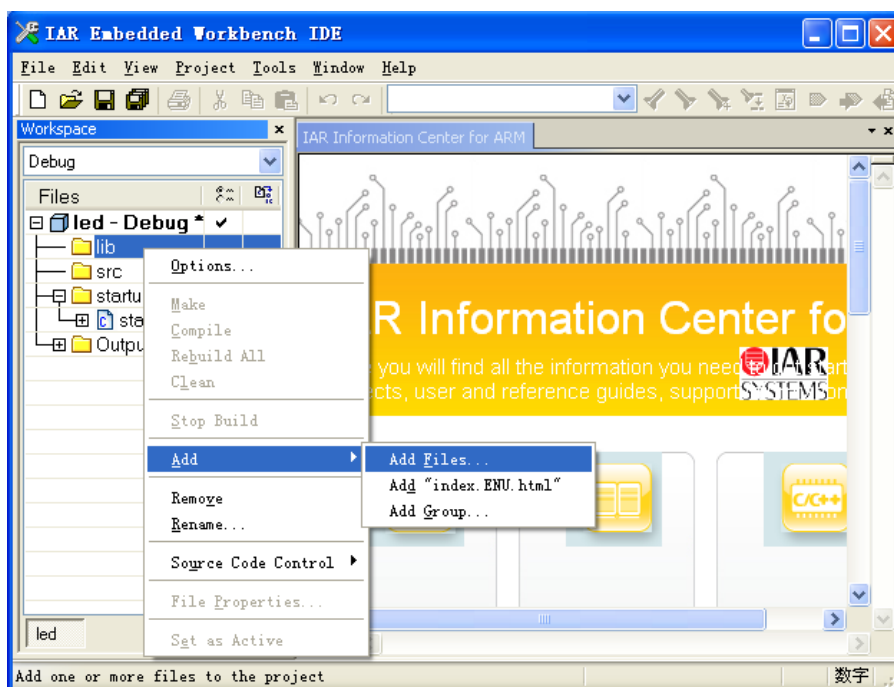 IAR Embedded Workbench IDE
File Edit View Project Tools Window Help
Workspace
IAR Information Center for ARM
Debug
Files
led - Debug *
lib
src
startu
sta
Outpu
Options...
Make
Compile
Rebuild All
Clean
Stop Build
Add
Remove
Rename...
Source Code Control
File Properties...
Set as Active
Add Files...
Add "index.ENU.html"
Add Group...
R Information Center fo
you will find all the information you need
cts, user and reference guides, support
IAR
SYSTEMS
C/C++
led
Add one or more files to the project
数字